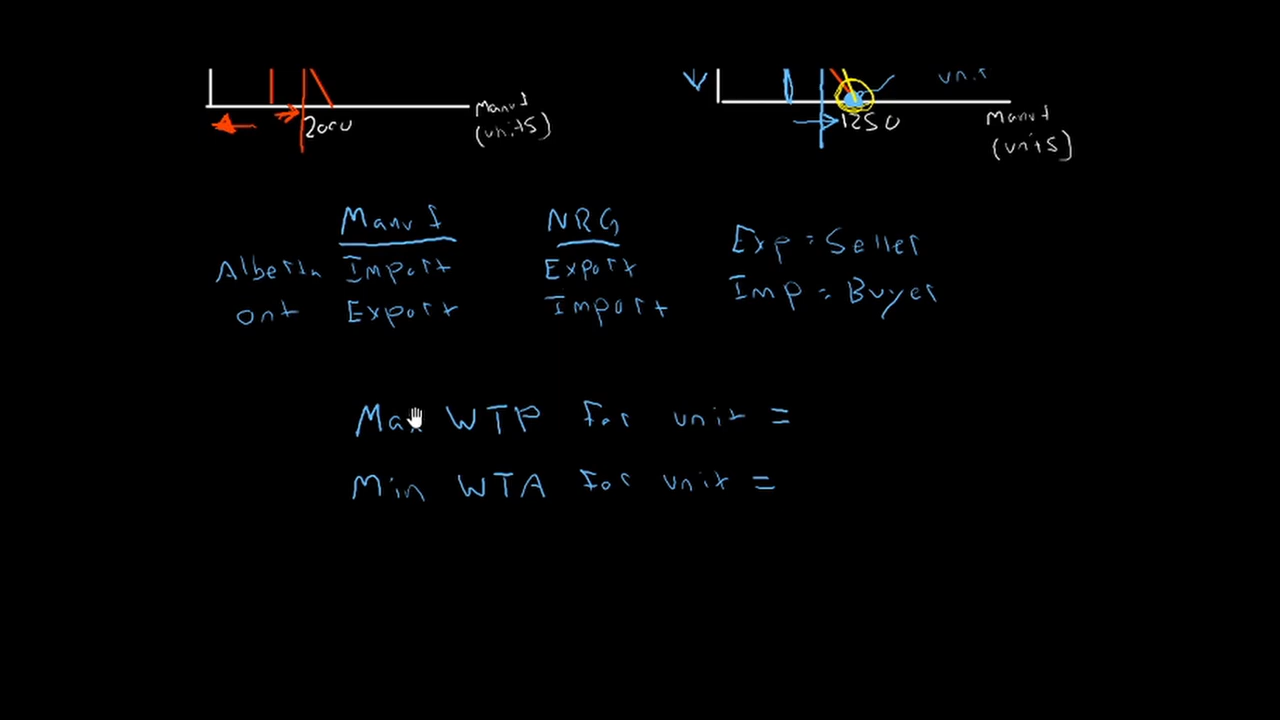 unit
Manuf
(units)
2000
1250
Manuf
(units)
Manuf NRG
Exp = Seller
Alberta Import Export
Imp = Buyer
Ont Export Import
Max WTP for unit =
Min WTA for unit =